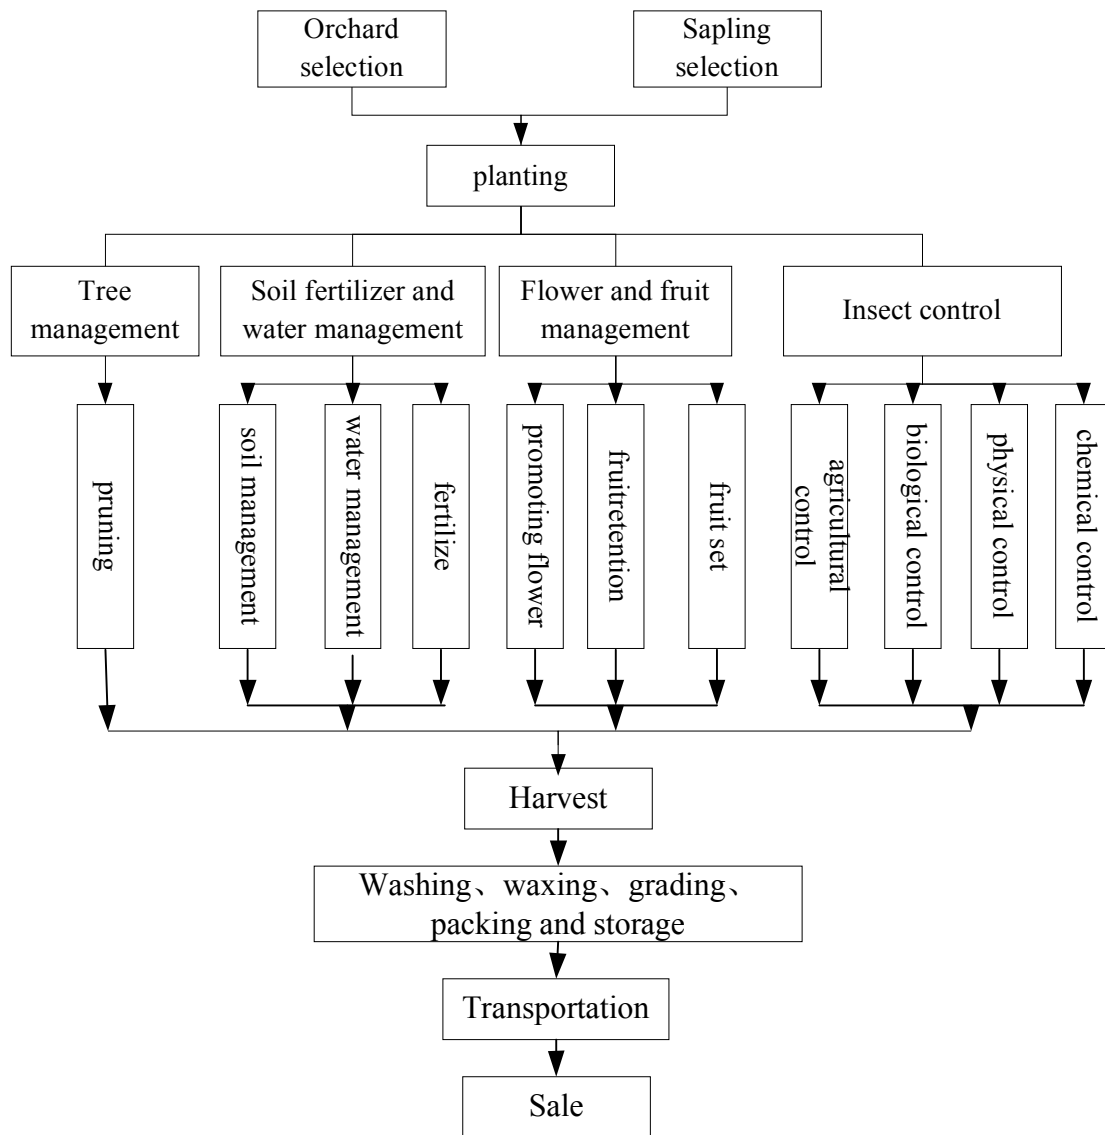 Orchard
selection
Sapling
selection
planting
Tree
management
Soil fertilizer and
water management
Flower and fruit
management
Insect control
pruning
soil management
water management
fertilize
promoting flower
fruitretention
fruit set
agricultural
control
biological control
physical control
chemical control
Harvest
Washing、waxing、grading、
packing and storage
Transportation
Sale